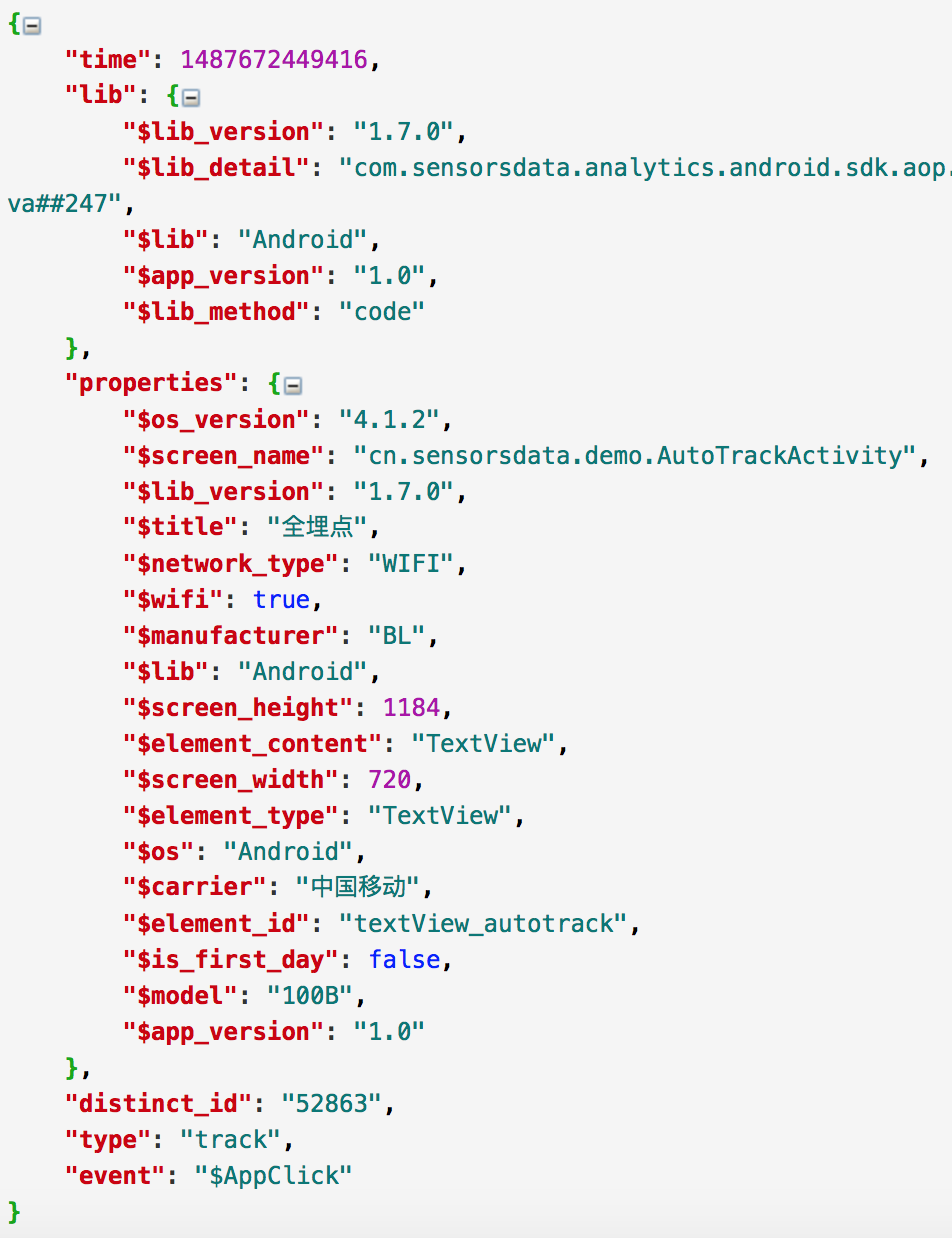 {
"time": 1487672449416,
"lib": {
"$lib_version": "1.7.0",
"$lib_detail": "com.sensorsdata.analytics.android.sdk.aop.
va##247",
"$lib": "Android",
"$app_version": "1.0",
"$lib_method": "code"
},
"properties": {
"$os_version": "4.1.2",
"$screen_name": "cn.sensorsdata.demo.AutoTrackActivity",
"$lib_version": "1.7.0",
"$title": "全埋点",
"$network_type": "WIFI",
"$wifi": true,
"$manufacturer": "BL",
"$lib": "Android",
"$screen_height": 1184,
"$element_content": "TextView",
"$screen_width": 720,
"$element_type": "TextView",
"$os": "Android",
"$carrier": "中国移动",
"$element_id": "textView_autotrack",
"$is_first_day": false,
"$model": "100B",
"$app_version": "1.0"
},
"distinct_id": "52863",
"type": "track",
"event": "$AppClick"
}